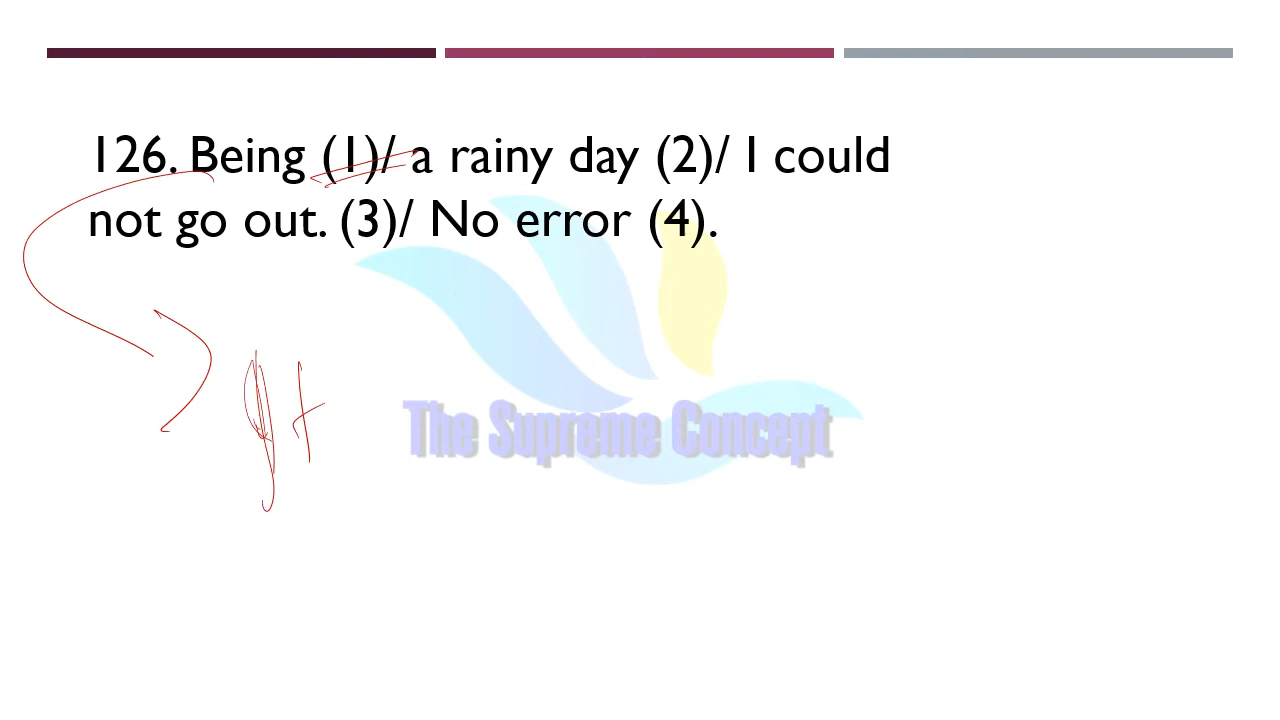 126. Being (1)/ a rainy day (2)/ I could
not go out. (3)/ No error (4).
The Supreme Concept